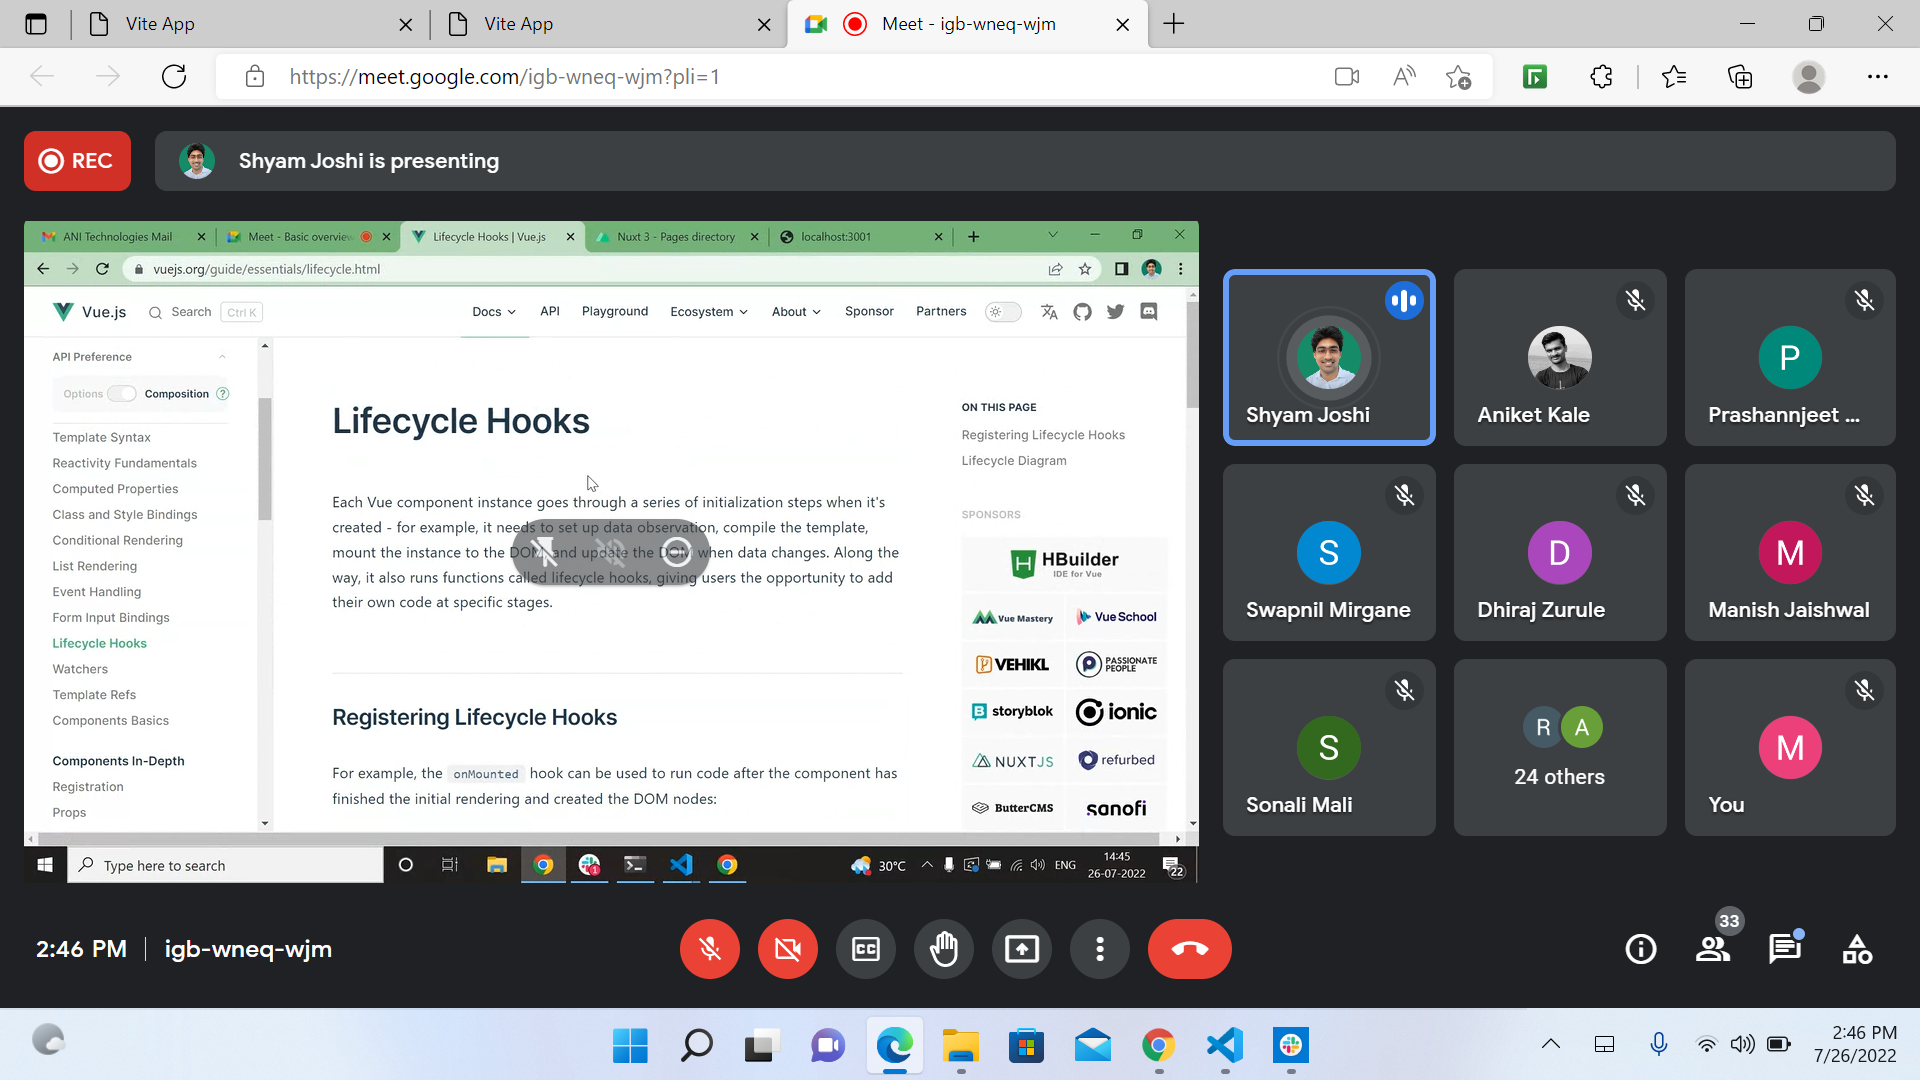 Vite App
Vite App
Meet - igb-wneq-wjm
https://meet.google.com/igb-wneq-wjm?pli=1
REC
Shyam Joshi is presenting
ANI Technologies Mail
Meet - Basic overview
Lifecycle Hooks | Vue.js
Nuxt 3 - Pages directory
localhost:3001
vuejs.org/guide/essentials/lifecycle.html
Vue.js
Search
Ctrl K
Docs
API
Playground
Ecosystem
About
Sponsor
Partners
API Preference
Options
Composition
?
Template Syntax
Reactivity Fundamentals
Computed Properties
Class and Style Bindings
Conditional Rendering
List Rendering
Event Handling
Form Input Bindings
Lifecycle Hooks
Watchers
Template Refs
Components Basics
Components In-Depth
Registration
Props
Lifecycle Hooks
Each Vue component instance goes through a series of initialization steps when it's
created - for example, it needs to set up data observation, compile the template,
mount the instance to the DOM, and update the DOM when data changes. Along the
way, it also runs functions called lifecycle hooks, giving users the opportunity to add
their own code at specific stages.
Registering Lifecycle Hooks
For example, the onMounted hook can be used to run code after the component has
finished the initial rendering and created the DOM nodes:
ON THIS PAGE
Registering Lifecycle Hooks
Lifecycle Diagram
SPONSORS
HBuilder
IDE for Vue
Vue Mastery
Vue School
VEHIKL
PASSIONATE
PEOPLE
storyblok
ionic
NUXTJS
refurbed
ButterCMS
sanofi
Type here to search
1
30°C
ENG
14:45
26-07-2022
22
Shyam Joshi
Aniket Kale
P
Prashannjeet ...
S
Swapnil Mirgane
D
Dhiraj Zurule
M
Manish Jaishwal
S
Sonali Mali
R
A
24 others
M
You
2:46 PM
igb-wneq-wjm
CC
33
2:46 PM
7/26/2022